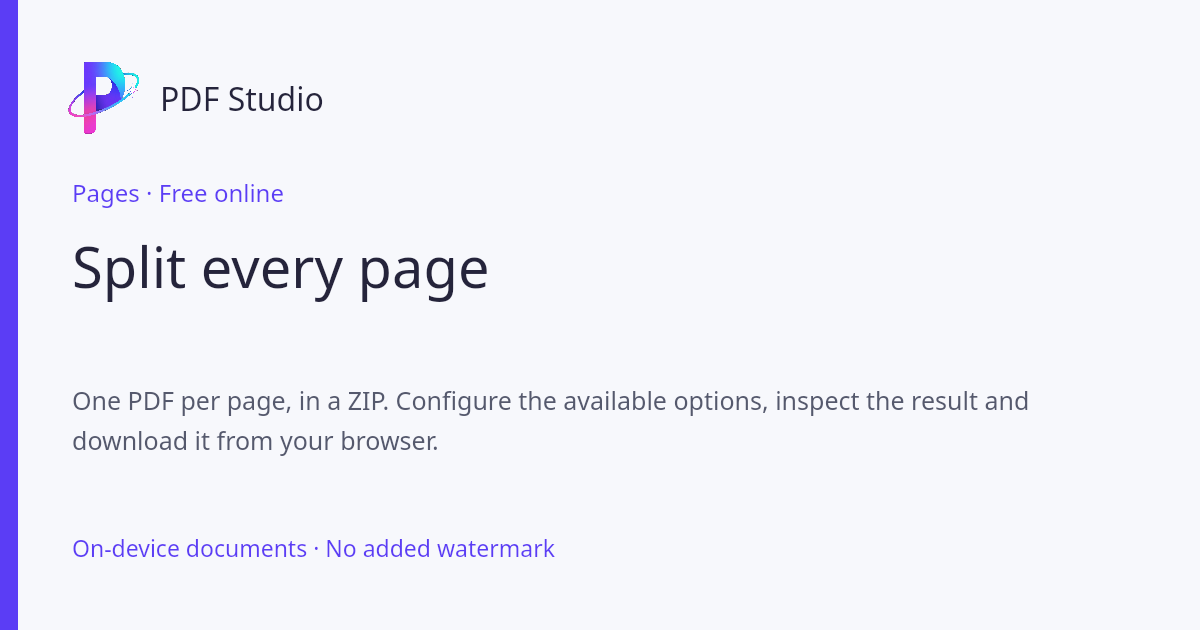 PDF Studio
Pages · Free online
Split every page
One PDF per page, in a ZIP. Configure the available options, inspect the result and
download it from your browser.
On-device documents · No added watermark